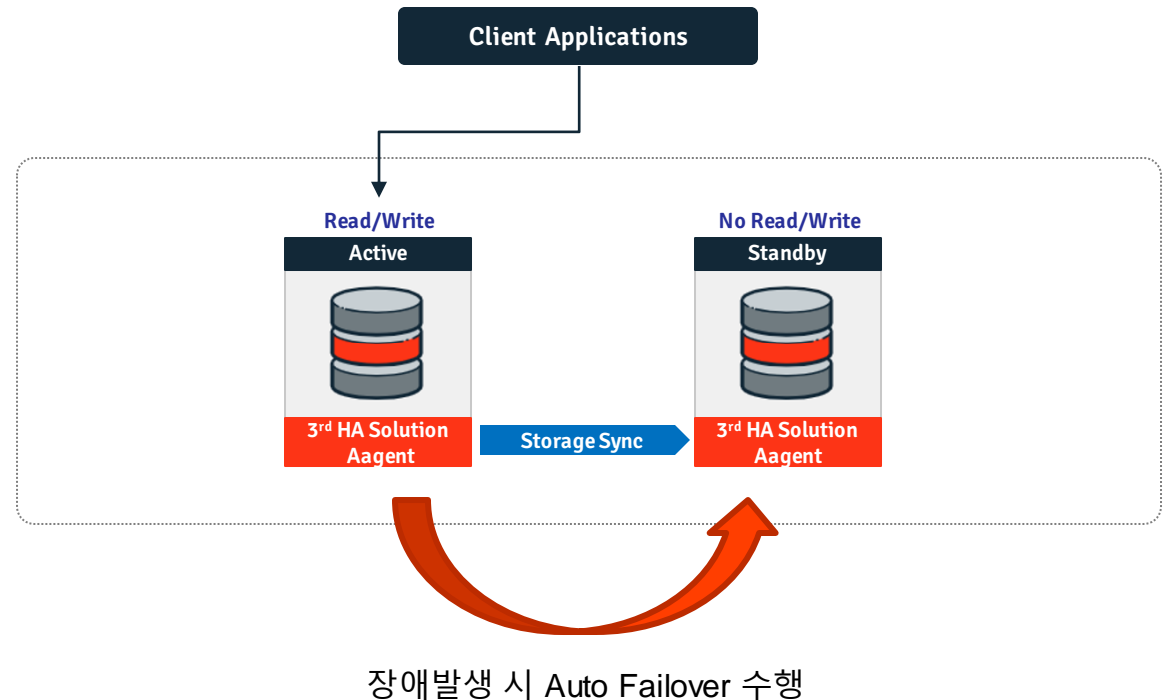 Client Applications
Read/Write
No Read/Write
Active
Standby
3rd HA Solution
Aagent
Storage Sync
3rd HA Solution
Aagent
장애발생 시 Auto Failover 수행